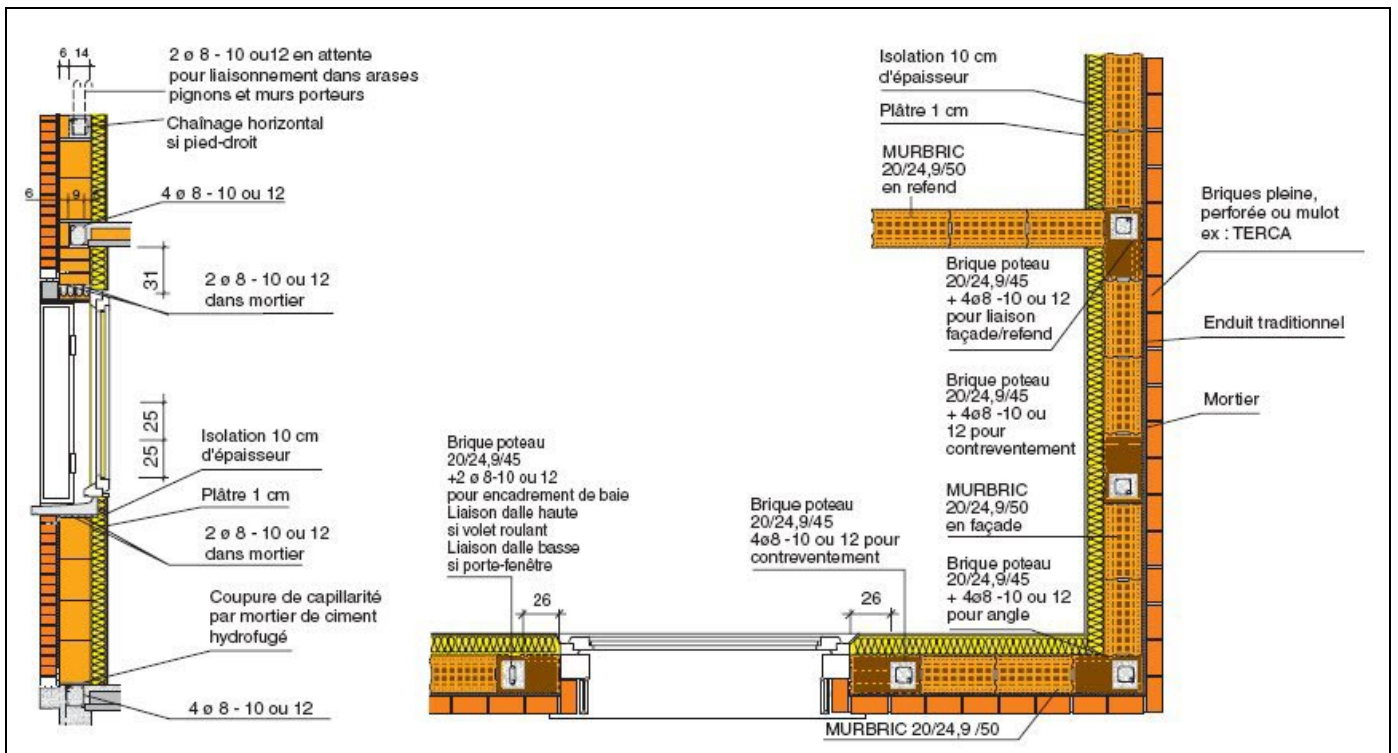 6 14
2 ø 8 - 10 ou12 en attente
pour liaisonnement dans arases
pignons et murs porteurs
Chaînage horizontal
si pied-droit
6
9
4 ø 8 - 10 ou 12
31
2 ø 8 - 10 ou 12
dans mortier
25
25
Isolation 10 cm
d'épaisseur
Plâtre 1 cm
2 ø 8 - 10 ou 12
dans mortier
Coupure de capillarité
par mortier de ciment
hydrofugé
4 ø 8 - 10 ou 12
Brique poteau
20/24,9/45
+2 ø 8-10 ou 12
pour encadrement de baie
Liaison dalle haute
si volet roulant
Liaison dalle basse
si porte-fenêtre
26
Brique poteau
20/24,9/45
4ø8 -10 ou 12 pour
contreventement
26
Isolation 10 cm
d'épaisseur
Plâtre 1 cm
MURBRIC
20/24,9/50
en refend
Brique poteau
20/24,9/45
+ 4ø8 -10 ou 12
pour liaison
façade/refend
Brique poteau
20/24,9/45
+ 4ø8 -10 ou
12 pour
contreventement
MURBRIC
20/24,9/50
en façade
Brique poteau
20/24,9/45
+ 4ø8 -10 ou 12
pour angle
MURBRIC 20/24,9 /50
Briques pleine,
perforée ou mulot
ex : TERCA
Enduit traditionnel
Mortier